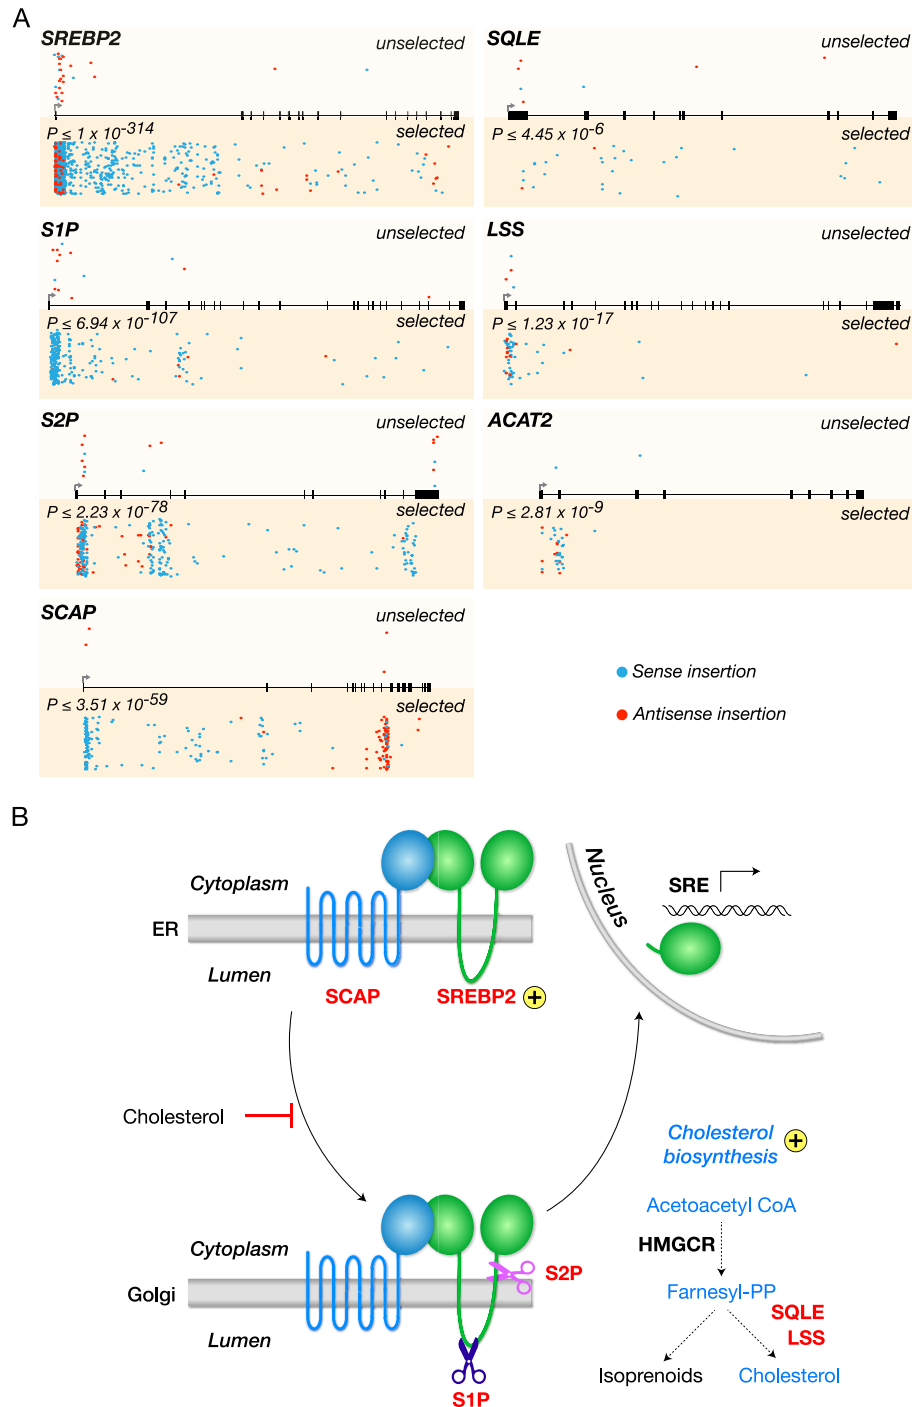 A
SREBP2
unselected
P ≤ 1 x 10-314
selected
SQLE
unselected
P ≤ 4.45 x 10-6
selected
S1P
unselected
P ≤ 6.94 x 10-107
selected
LSS
unselected
P ≤ 1.23 x 10-17
selected
S2P
unselected
P ≤ 2.23 x 10-78
selected
ACAT2
unselected
P ≤ 2.81 x 10-9
selected
SCAP
unselected
P ≤ 3.51 x 10-59
selected
Sense insertion
Antisense insertion
B
Cytoplasm
ER
Lumen
SCAP
SREBP2 +
Nucleus
SRE
Cholesterol
Cytoplasm
Golgi
Lumen
S2P
S1P
Cholesterol +
biosynthesis
Acetoacetyl CoA
HMGCR
Farnesyl-PP
SQLE
LSS
Isoprenoids
Cholesterol